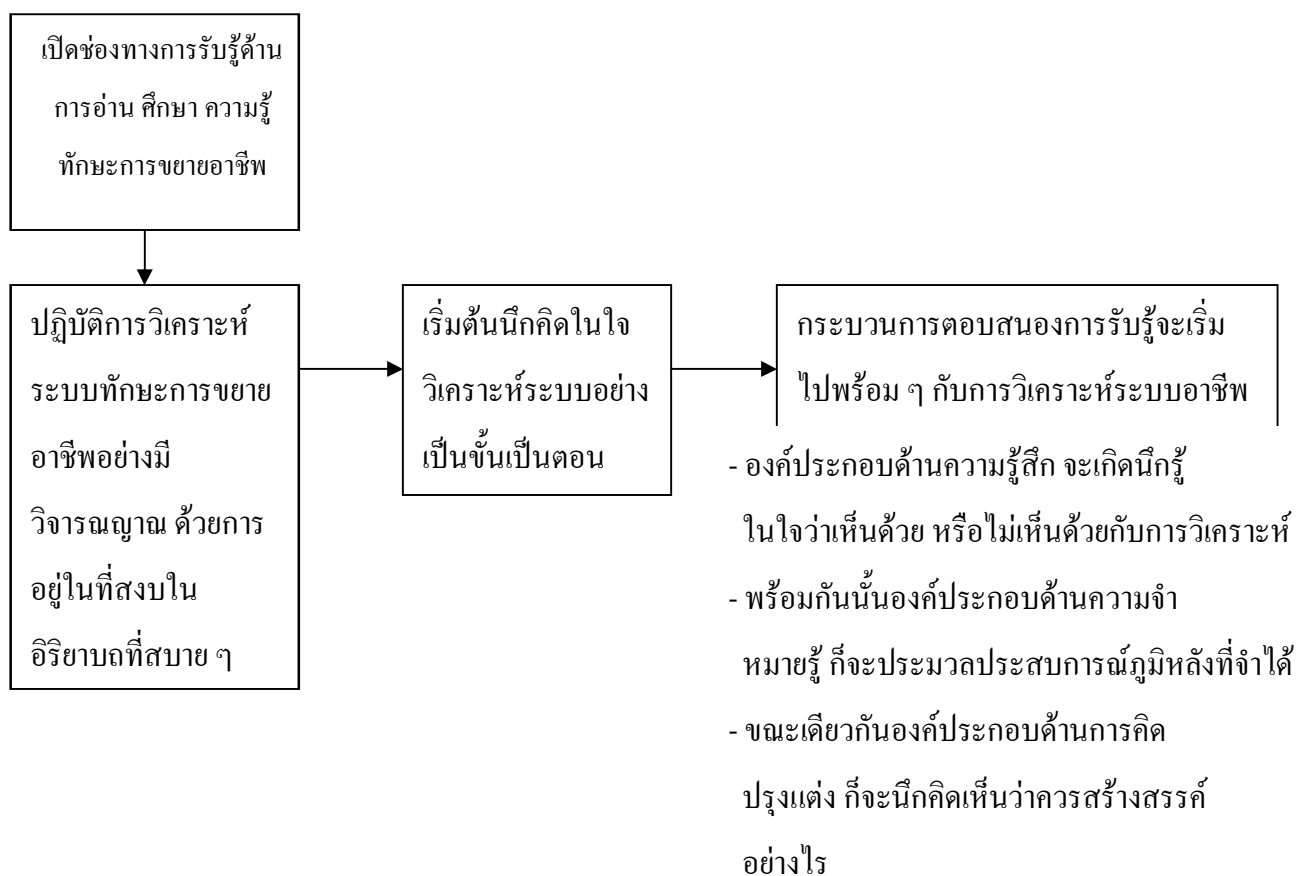 เปิดช่องทางการรับรู้ด้าน
การอ่าน ศึกษา ความรู้
ทักษะการขยายอาชีพ
ปฏิบัติการวิเคราะห์
ระบบทักษะการขยาย
อาชีพอย่างมี
วิจารณญาณ ด้วยการ
อยู่ในที่สงบใน
อิริยาบถที่สบาย ๆ
เริ่มต้นนึกคิดในใจ
วิเคราะห์ระบบอย่าง
เป็นขั้นเป็นตอน
กระบวนการตอบสนองการรับรู้จะเริ่ม
ไปพร้อม ๆ กับการวิเคราะห์ระบบอาชีพ
- องค์ประกอบด้านความรู้สึก จะเกิดนึกรู้
ในใจว่าเห็นด้วย หรือไม่เห็นด้วยกับการวิเคราะห์
- พร้อมกันนั้นองค์ประกอบด้านความจำ
หมายรู้ ก็จะประมวลประสบการณ์ภูมิหลังที่จำได้
- ขณะเดียวกันองค์ประกอบด้านการคิด
ปรุงแต่ง ก็จะนึกคิดเห็นว่าควรสร้างสรรค์
อย่างไร